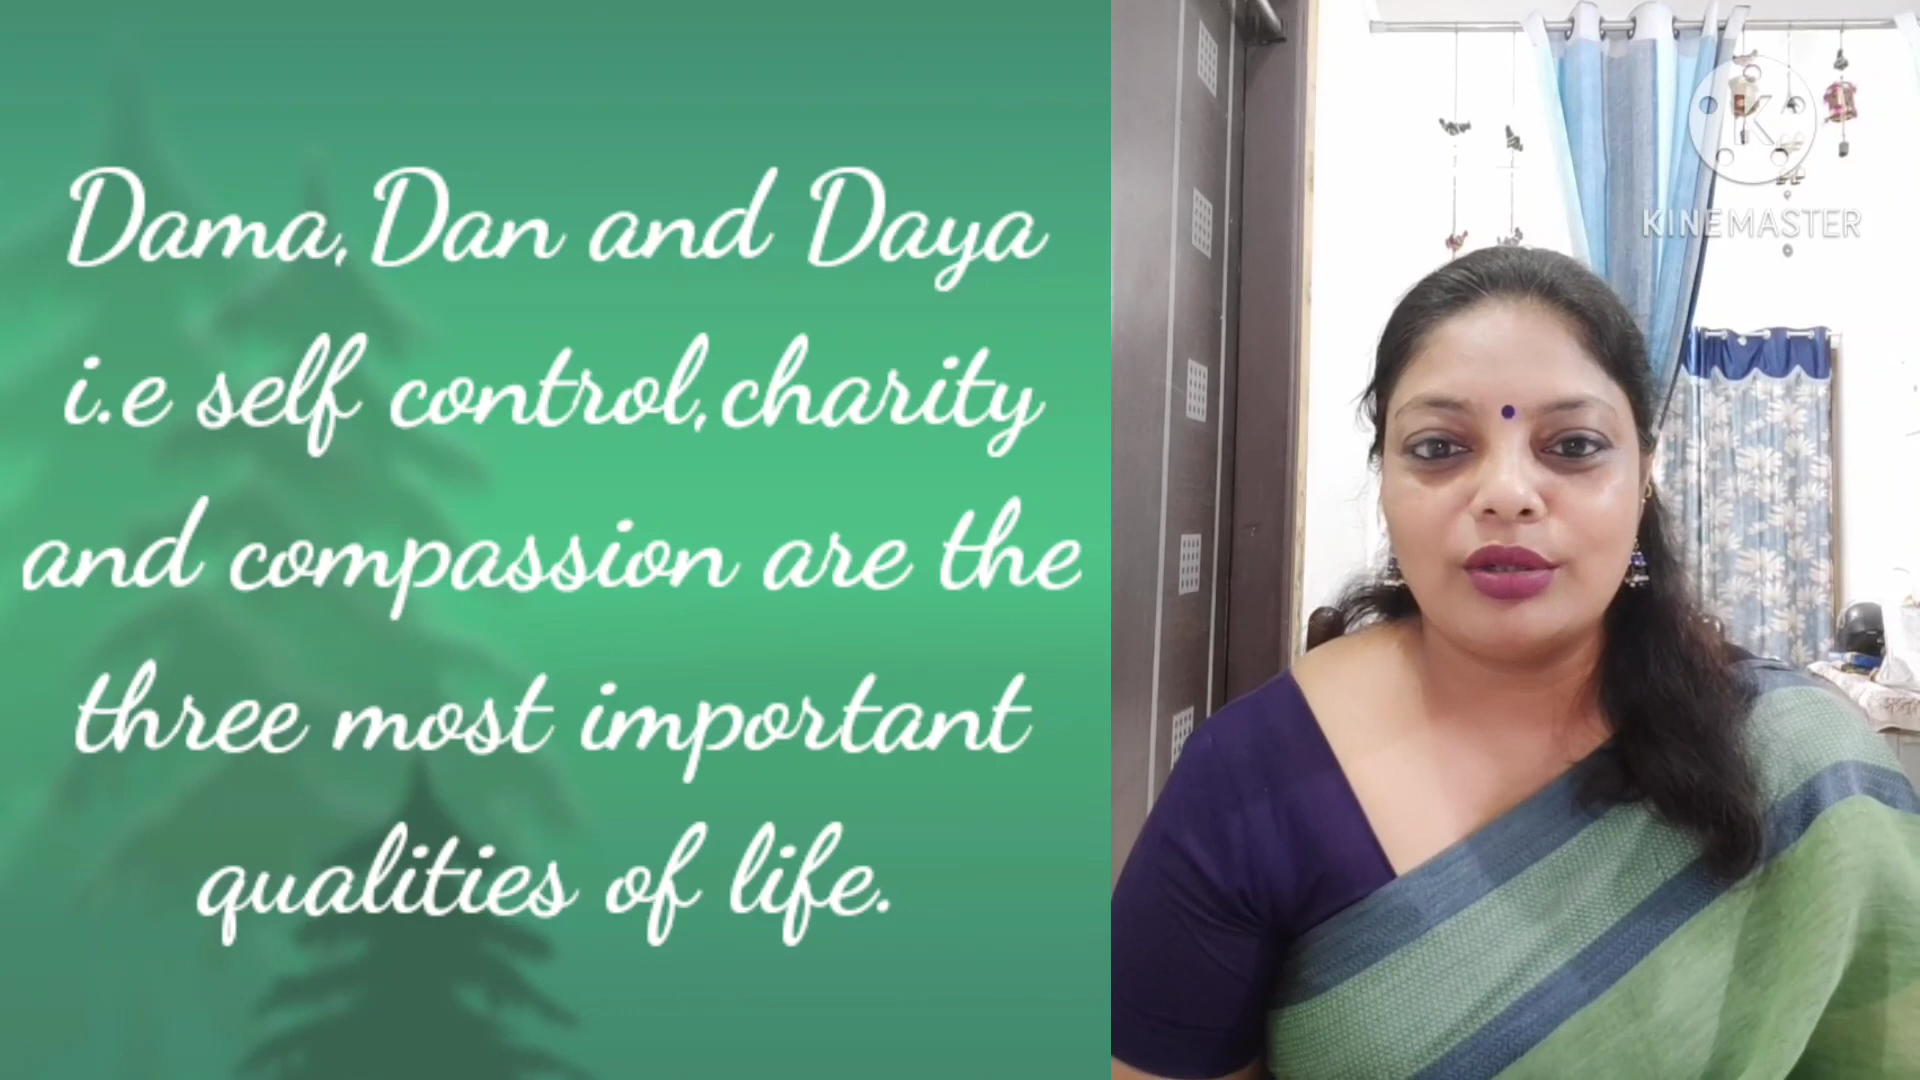 Dama, Dan and Daya
i.e self control, charity
and compassion are the
three most important
qualities of life.
K
KINEMASTER